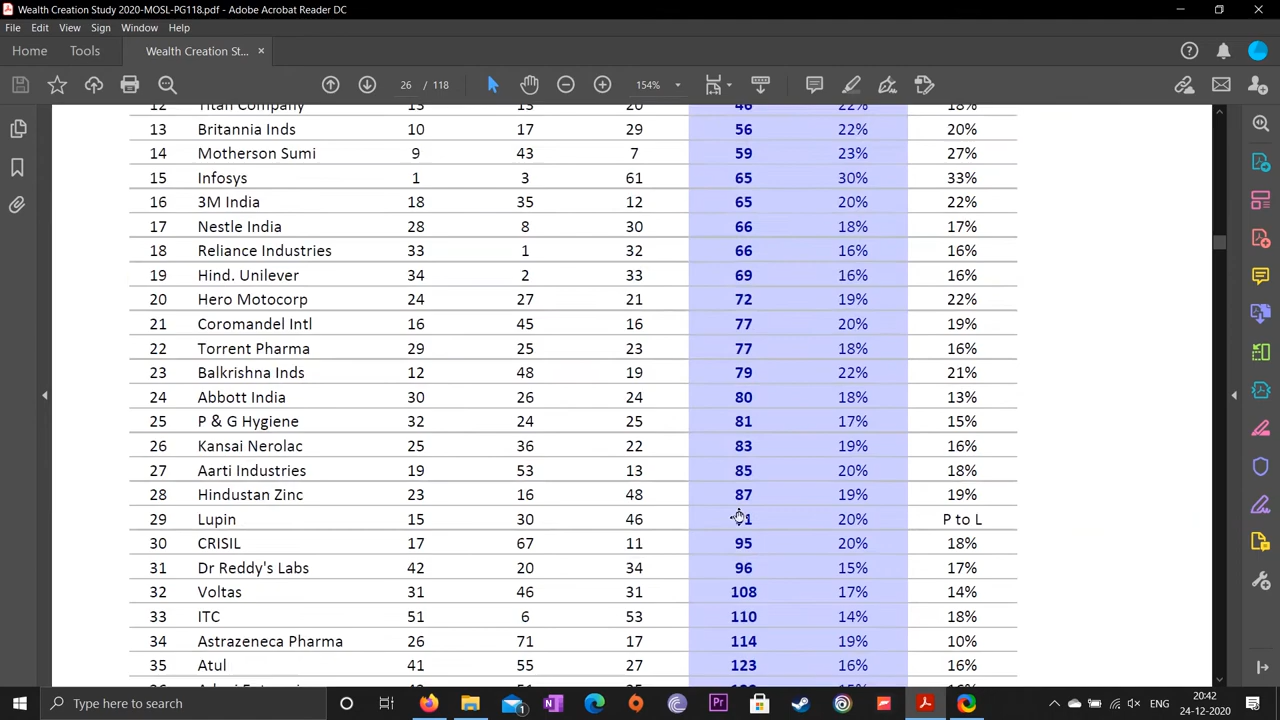 Wealth Creation Study 2020-MOSL-PG118.pdf - Adobe Acrobat Reader DC
File Edit View Sign Window Help
Home Tools Wealth Creation St... ×
26 / 118 154%
12 Titan Company 13 13 20 46 22% 18%
13 Britannia Inds 10 17 29 56 22% 20%
14 Motherson Sumi 9 43 7 59 23% 27%
15 Infosys 1 3 61 65 30% 33%
16 3M India 18 35 12 65 20% 22%
17 Nestle India 28 8 30 66 18% 17%
18 Reliance Industries 33 1 32 66 16% 16%
19 Hind. Unilever 34 2 33 69 16% 16%
20 Hero Motocorp 24 27 21 72 19% 22%
21 Coromandel Intl 16 45 16 77 20% 19%
22 Torrent Pharma 29 25 23 77 18% 16%
23 Balkrishna Inds 12 48 19 79 22% 21%
24 Abbott India 30 26 24 80 18% 13%
25 P & G Hygiene 32 24 25 81 17% 15%
26 Kansai Nerolac 25 36 22 83 19% 16%
27 Aarti Industries 19 53 13 85 20% 18%
28 Hindustan Zinc 23 16 48 87 19% 19%
29 Lupin 15 30 46 20% P to L
30 CRISIL 17 67 11 95 20% 18%
31 Dr Reddy's Labs 42 20 34 96 15% 17%
32 Voltas 31 46 31 108 17% 14%
33 ITC 51 6 53 110 14% 18%
34 Astrazeneca Pharma 26 71 17 114 19% 10%
35 Atul 41 55 27 123 16% 16%
Type here to search
ENG
20:42
24-12-2020